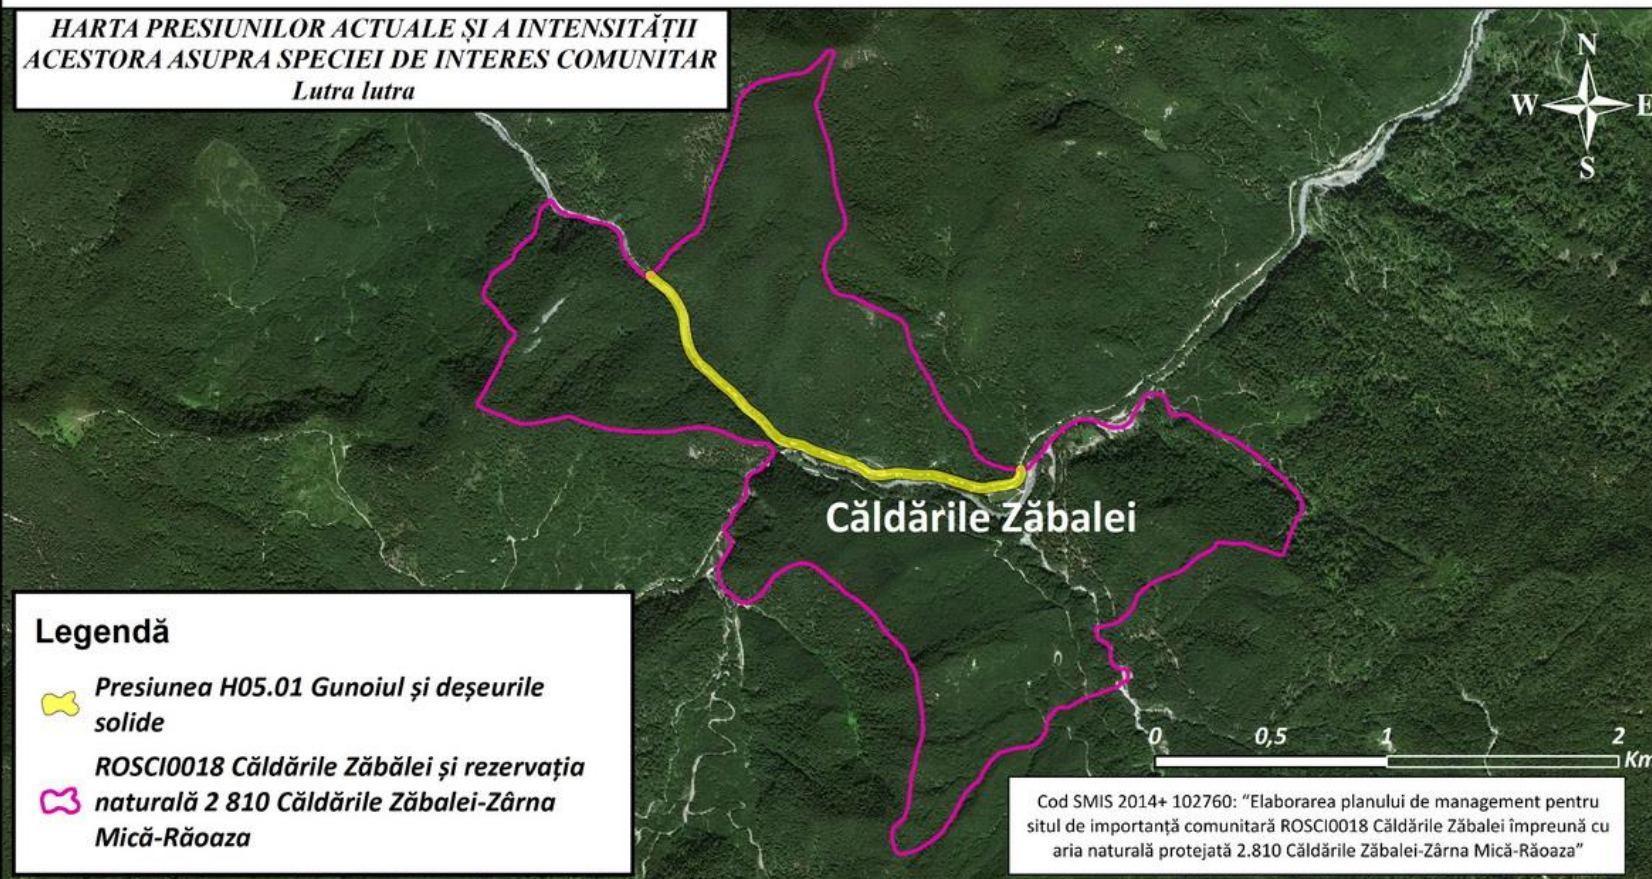 HARTA PRESIUNILOR ACTUALE ȘI A INTENSITĂȚII
ACESTORA ASUPRA SPECIEI DE INTERES COMUNITAR
Lutra lutra
N
W
E
S
Căldările Zăbalei
Legendă
Presiunea H05.01 Gunoiul și deșeurile
solide
ROSCI0018 Căldările Zăbălei și rezervația
naturală 2 810 Căldările Zăbalei-Zârna
Mică-Răoaza
0 0,5 1 2
Km
Cod SMIS 2014+ 102760: “Elaborarea planului de management pentru
situl de importanță comunitară ROSCI0018 Căldările Zăbalei împreună cu
aria naturală protejată 2.810 Căldările Zăbalei-Zârna Mică-Răoaza”